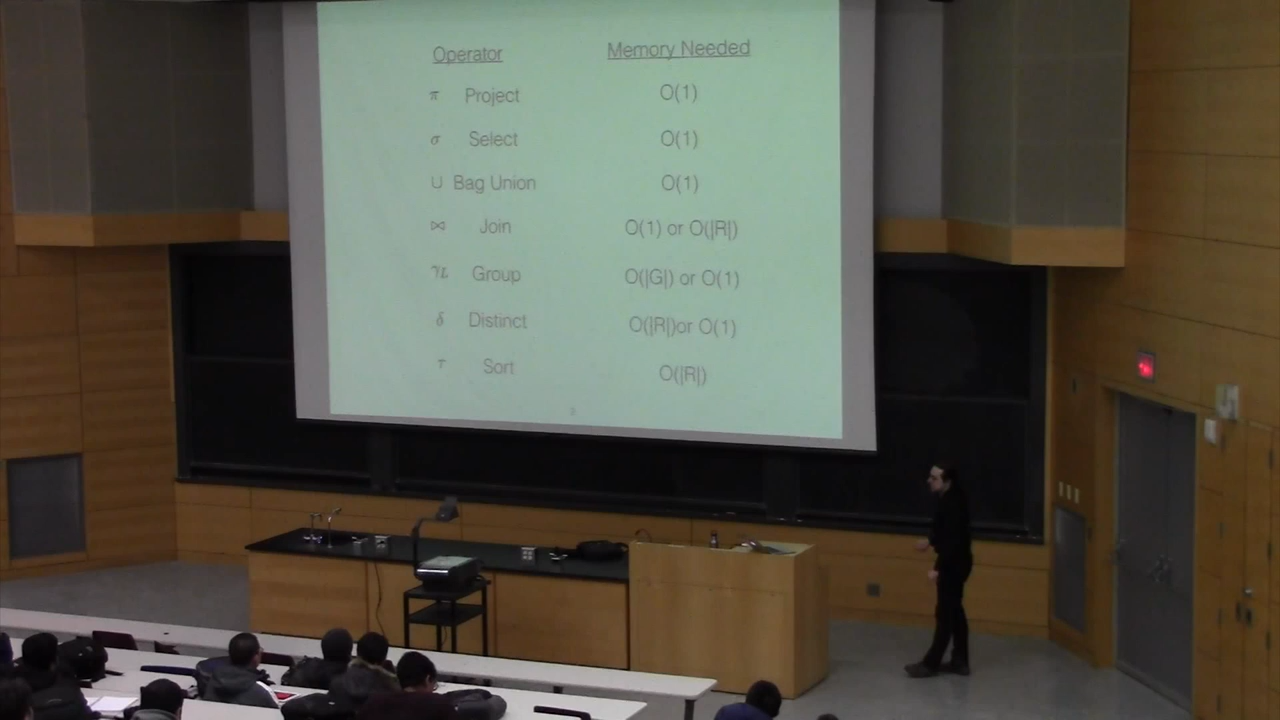 Operator Memory Needed
π Project O(1)
σ Select O(1)
∪ Bag Union O(1)
⋈ Join O(1) or O(|R|)
γL Group O(|G|) or O(1)
δ Distinct O(|R|)or O(1)
τ Sort O(|R|)